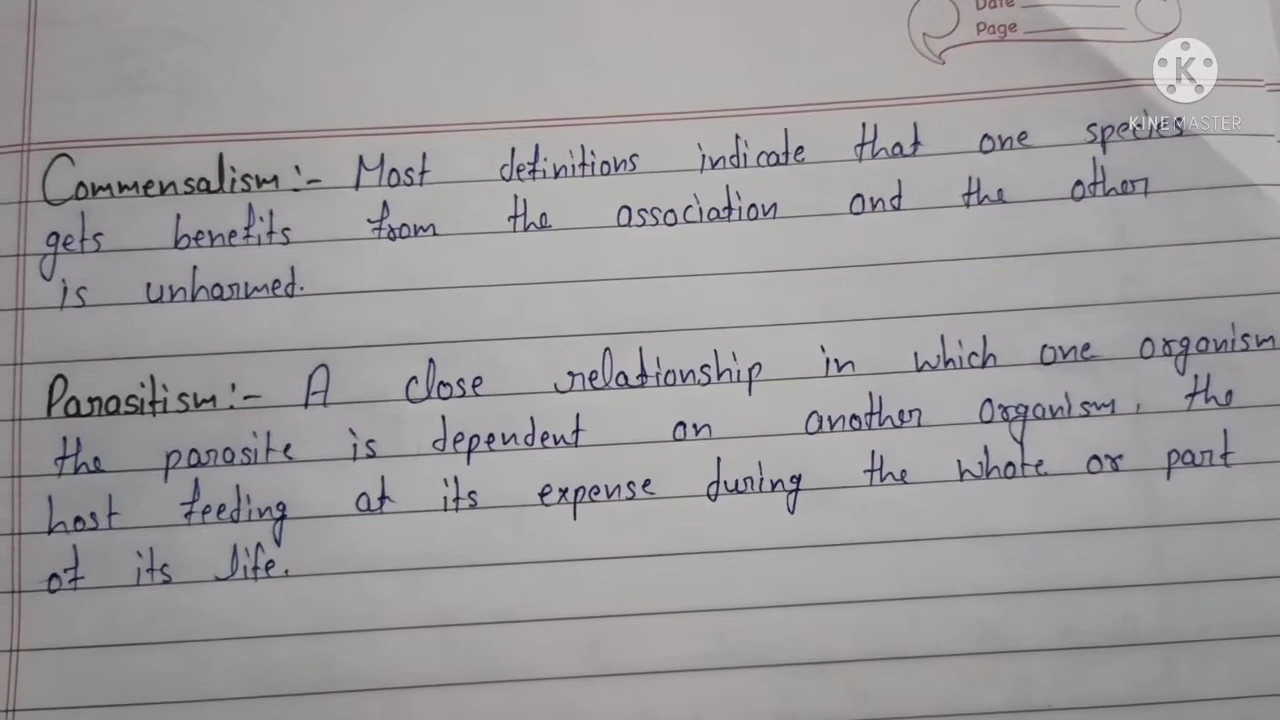 Date
Page
KINEMASTER
Commensalism:- Most definitions indicate that one species
gets benefits from the association and the other
is unharmed.
Parasitism:- A close relationship in which one organism
the parasite is dependent on another organism, the
host feeding at its expense during the whole or part
of its life.